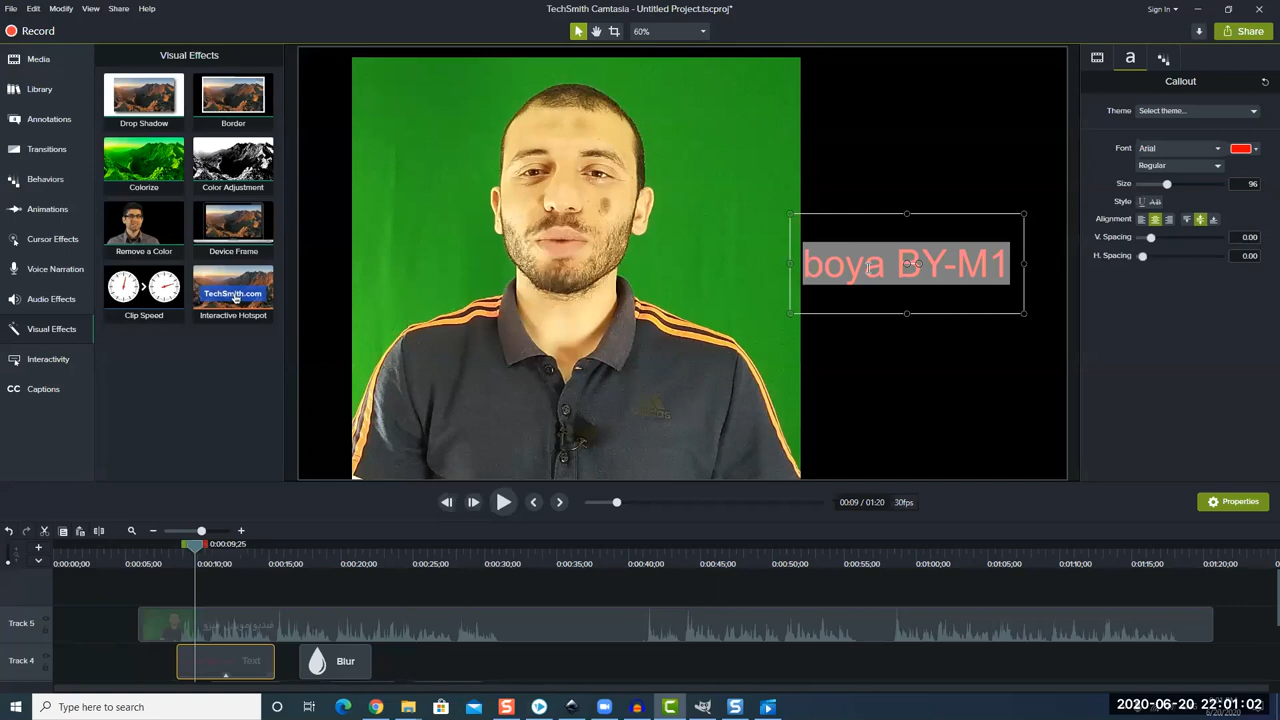 TechSmith Camtasia - Untitled Project.tscproj*
File Edit Modify View Share Help
Sign In
Record
60%
Share
Media
Library
Annotations
Transitions
Behaviors
Animations
Cursor Effects
Voice Narration
Audio Effects
Visual Effects
Interactivity
CC Captions
Visual Effects
Drop Shadow
Border
Colorize
Color Adjustment
Remove a Color
Device Frame
Clip Speed
TechSmith.com
Interactive Hotspot
boya BY-M1
a
Callout
Theme Select theme...
Font Arial
Regular
Size 96
Style U AB
Alignment
V. Spacing 0.00
H. Spacing 0.00
00:09 / 01:20 30fps
Properties
0:00:09;25
0:00:00;00 0:00:05;00 0:00:10;00 0:00:15;00 0:00:20;00 0:00:25;00 0:00:30;00 0:00:35;00 0:00:40;00 0:00:45;00 0:00:50;00 0:00:55;00 0:01:00;00 0:01:05;00 0:01:10;00 0:01:15;00 0:01:20;00
Track 5
Track 4
Text
Blur
Type here to search
2020-06-20 22:01:02